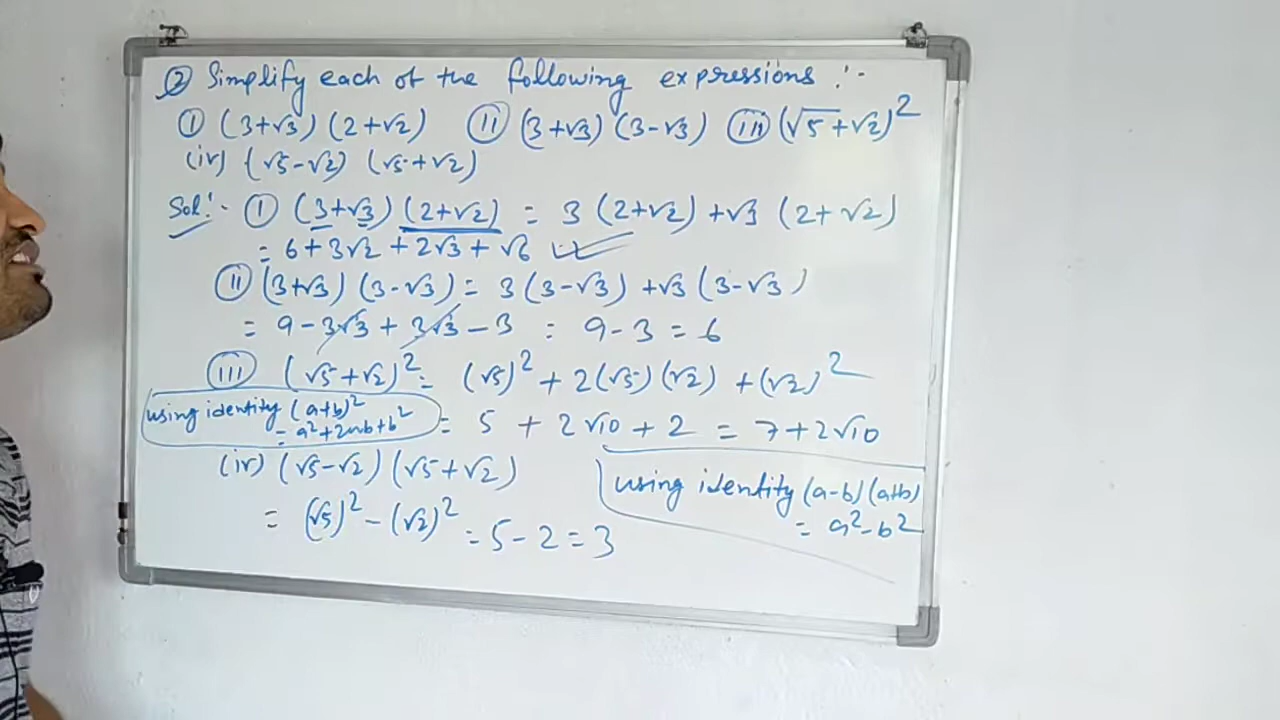 ② Simplify each of the following expressions :-
① (3+√3) (2+√2) ⑪ (3+√3) (3-√3) ⑪i (√5+√2)²
(iv) (√5-√2) (√5+√2)
Sol:- ① (3+√3) (2+√2) = 3 (2+√2) +√3 (2+√2)
= 6+3√2 +2√3 + √6
⑪ (3+√3) (3-√3) = 3(3-√3) +√3 (3-√3)
= 9 - 3√3 + 3√3 - 3 = 9-3 = 6
(iii) (√5+√2)² = (√5)² + 2(√5)(√2) +(√2)²
using identity (a+b)²
= a²+2ab+b²
= 5 + 2√10 + 2 = 7+2√10
(iv) (√5-√2) (√5+√2)
using identity (a-b)(a+b)
= a²-b²
= (√5)² - (√2)² = 5-2 = 3